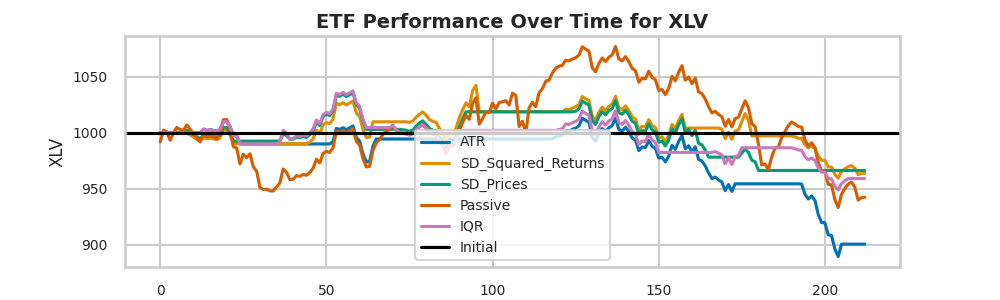 ETF Performance Over Time for XLV
XLV
1050
1000
950
900
ATR
SD_Squared_Returns
SD_Prices
Passive
IQR
Initial
0 50 100 150 200